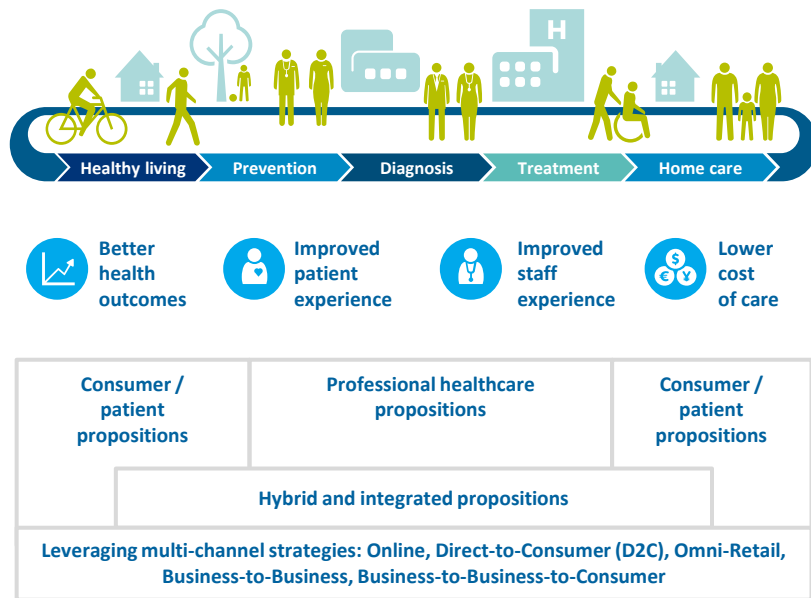 H
Healthy living
Prevention
Diagnosis
Treatment
Home care
Better
health
outcomes
Improved
patient
experience
Improved
staff
experience
$
€ ¥
Lower
cost
of care
Consumer /
patient
propositions
Professional healthcare
propositions
Consumer /
patient
propositions
Hybrid and integrated propositions
Leveraging multi-channel strategies: Online, Direct-to-Consumer (D2C), Omni-Retail,
Business-to-Business, Business-to-Business-to-Consumer